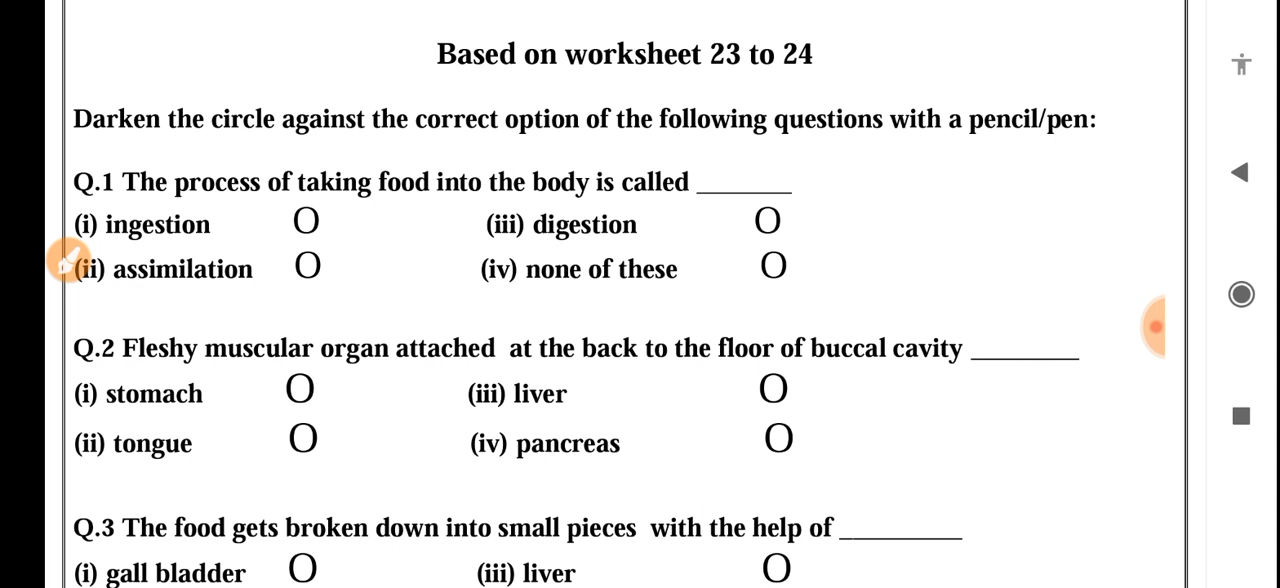 Based on worksheet 23 to 24
Darken the circle against the correct option of the following questions with a pencil/pen:
Q.1 The process of taking food into the body is called ________
(i) ingestion O (iii) digestion O
(ii) assimilation O (iv) none of these O
Q.2 Fleshy muscular organ attached at the back to the floor of buccal cavity _________
(i) stomach O (iii) liver O
(ii) tongue O (iv) pancreas O
Q.3 The food gets broken down into small pieces with the help of __________
(i) gall bladder O (iii) liver O